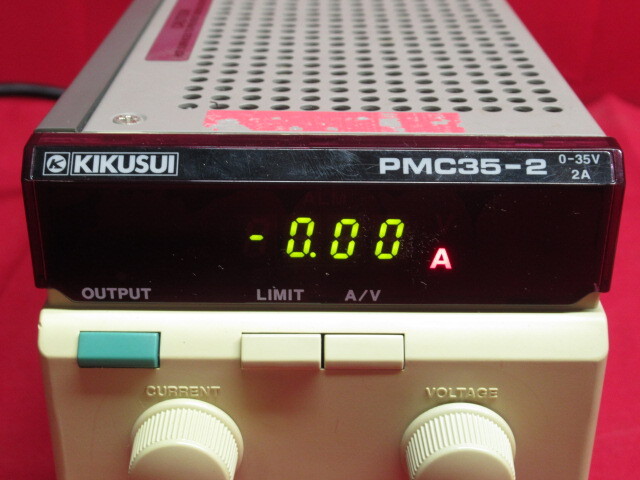 KIKUSUI PMC35-2 0-35V
2A
-0.00 A
OUTPUT LIMIT A/V
CURRENT VOLTAGE